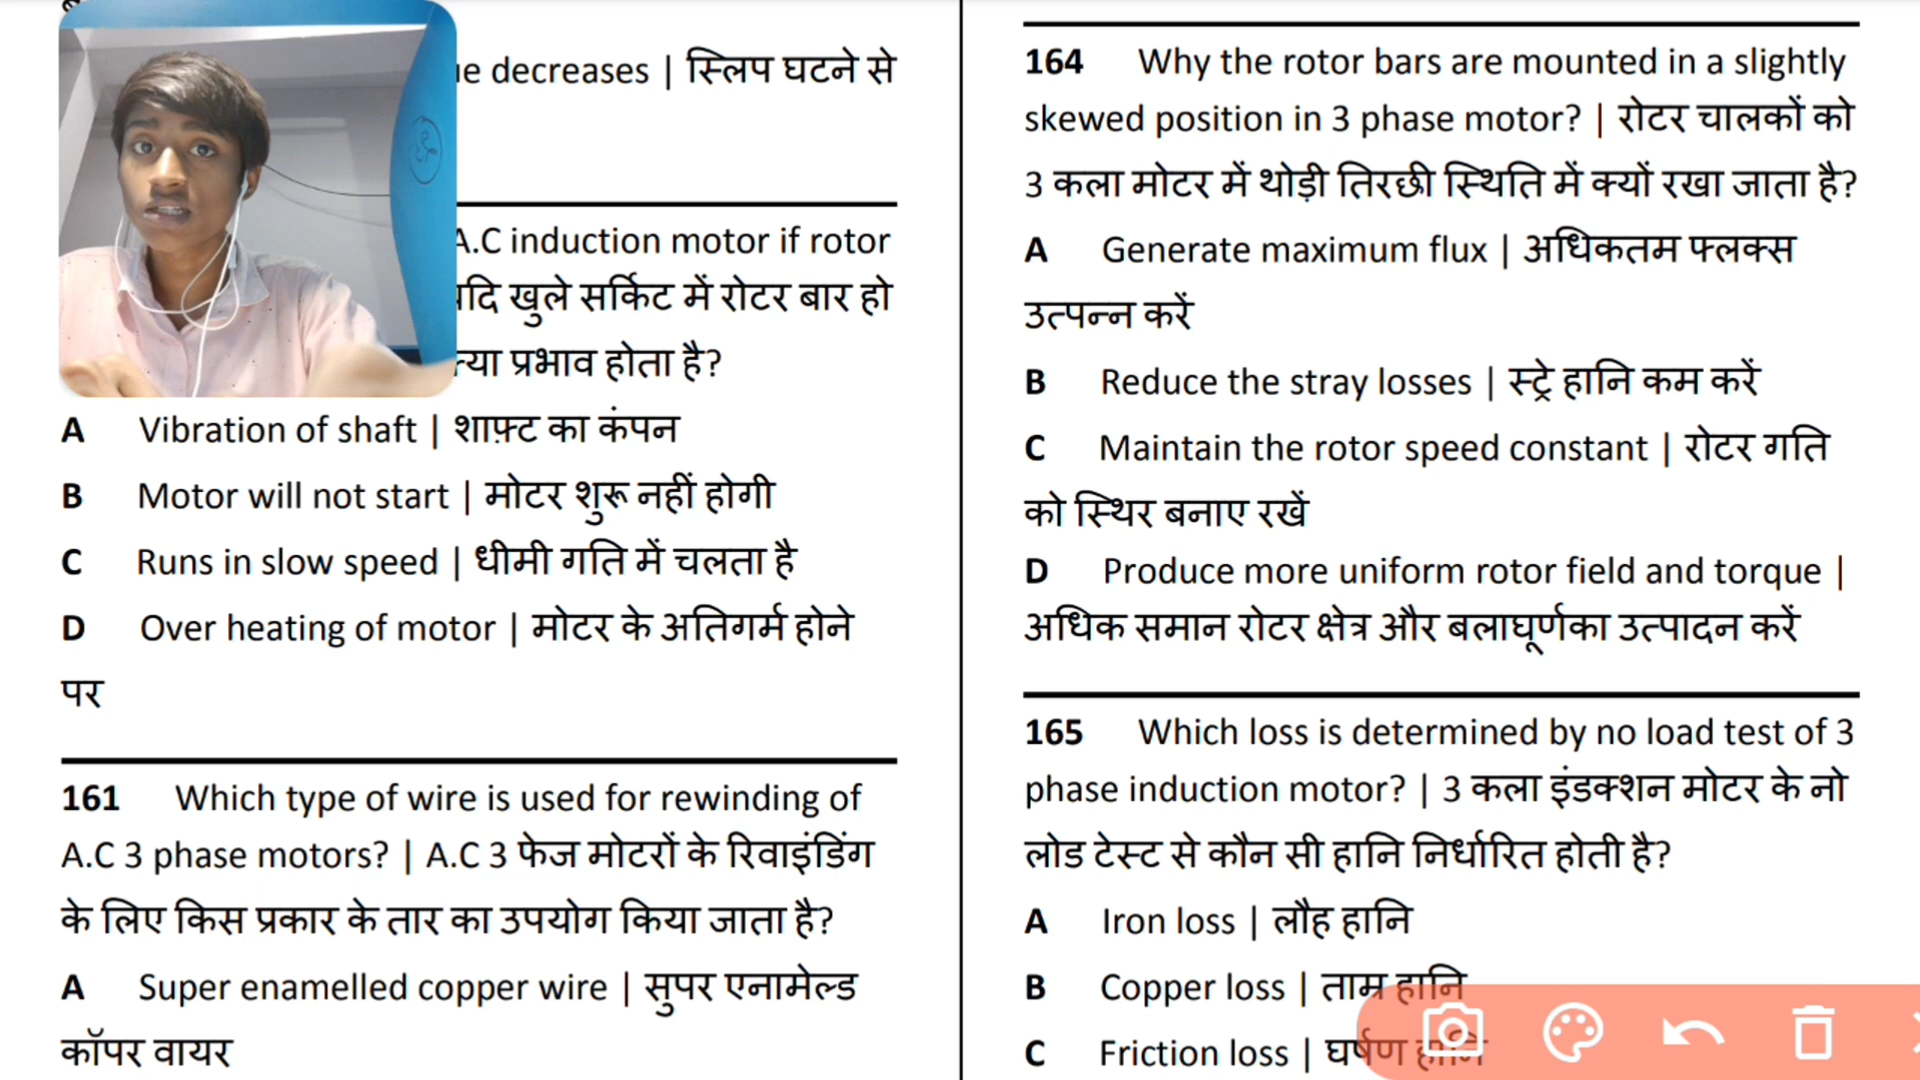 decreases | स्लिप घटने से
A.C induction motor if rotor
यदि खुले सर्किट में रोटर बार हो
क्या प्रभाव होता है?
A Vibration of shaft | शाफ़्ट का कंपन
B Motor will not start | मोटर शुरू नहीं होगी
C Runs in slow speed | धीमी गति में चलता है
D Over heating of motor | मोटर के अतिगर्म होने
पर
161 Which type of wire is used for rewinding of
A.C 3 phase motors? | A.C 3 फेज मोटरों के रिवाइंडिंग
के लिए किस प्रकार के तार का उपयोग किया जाता है?
A Super enamelled copper wire | सुपर एनामेल्ड
कॉपर वायर
164 Why the rotor bars are mounted in a slightly
skewed position in 3 phase motor? | रोटर चालकों को
3 कला मोटर में थोड़ी तिरछी स्थिति में क्यों रखा जाता है?
A Generate maximum flux | अधिकतम फ्लक्स
उत्पन्न करें
B Reduce the stray losses | स्ट्रे हानि कम करें
C Maintain the rotor speed constant | रोटर गति
को स्थिर बनाए रखें
D Produce more uniform rotor field and torque |
अधिक समान रोटर क्षेत्र और बलाघूर्णका उत्पादन करें
165 Which loss is determined by no load test of 3
phase induction motor? | 3 कला इंडक्शन मोटर के नो
लोड टेस्ट से कौन सी हानि निर्धारित होती है?
A Iron loss | लौह हानि
B Copper loss | ताम्र हानि
C Friction loss | घर्षण हानि